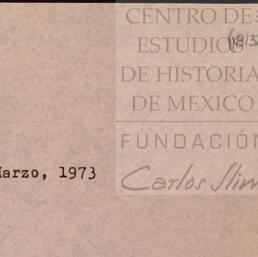 CENTRO DE
ESTUDIOS
DE HISTORIA
DE MEXICO
FUNDACIÓN
Carlos Slim
Marzo, 1973